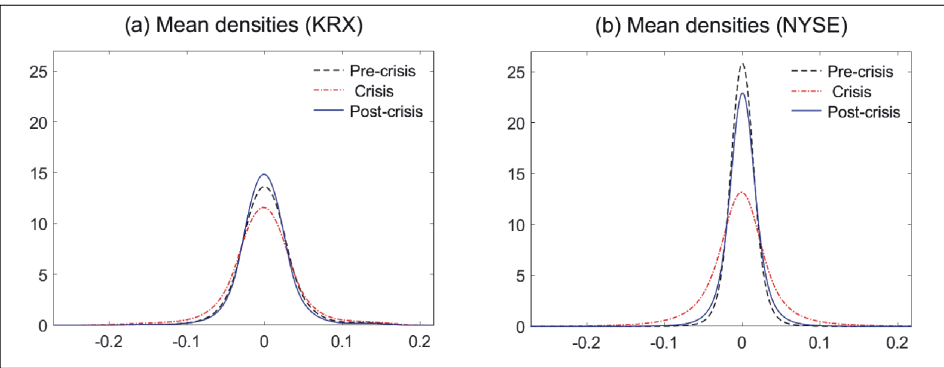 (a) Mean densities (KRX)
25
20
15
10
5
0
-0.2 -0.1 0 0.1 0.2
Pre-crisis
Crisis
Post-crisis
(b) Mean densities (NYSE)
25
20
15
10
5
0
-0.2 -0.1 0 0.1 0.2
Pre-crisis
Crisis
Post-crisis